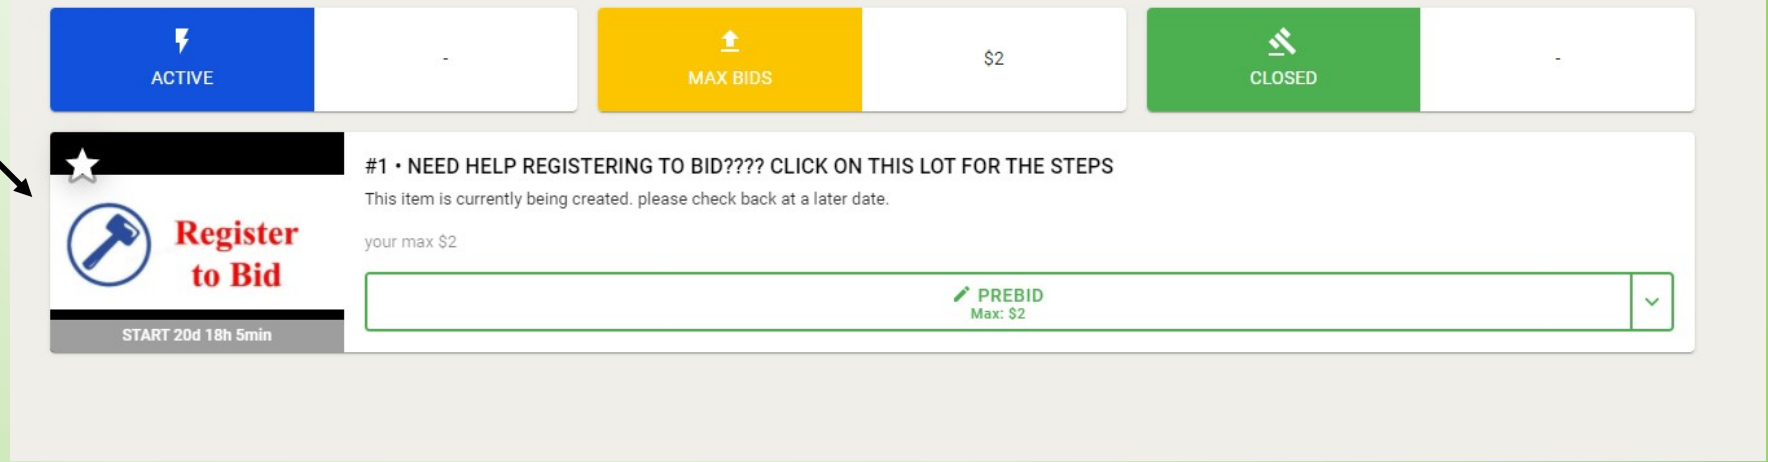 ACTIVE
-
MAX BIDS
$2
CLOSED
-
#1 • NEED HELP REGISTERING TO BID???? CLICK ON THIS LOT FOR THE STEPS
This item is currently being created. please check back at a later date.
your max $2
Register
to Bid
PREBID
Max: $2
START 20d 18h 5min